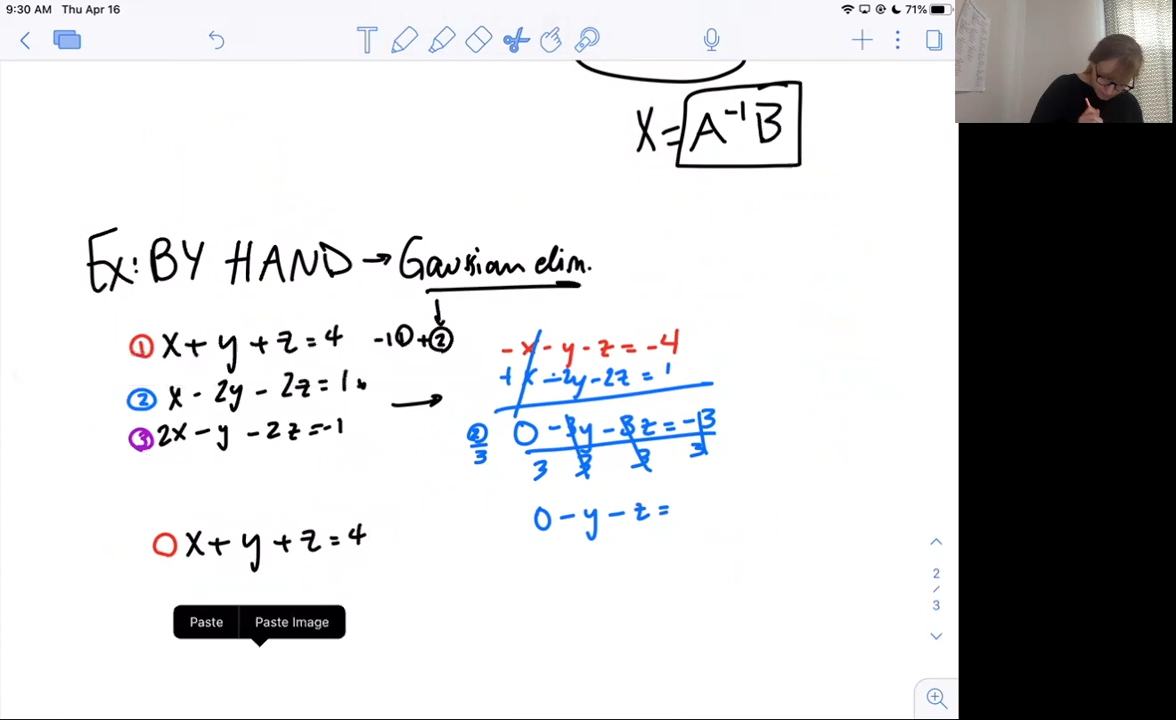 9:30 AM Thu Apr 16
71%
X = A⁻¹B
Ex: BY HAND → Gaussian elim.
① x + y + z = 4 -1① + ②
② x - 2y - 2z = 1
③ 2x - y - 2z = -1
-x - y - z = -4
+ x - 2y - 2z = 1
② 0 - 3y - 3z = -3
3 3 3 3 3
0 - y - z =
x + y + z = 4
Paste Paste Image
2
/
3